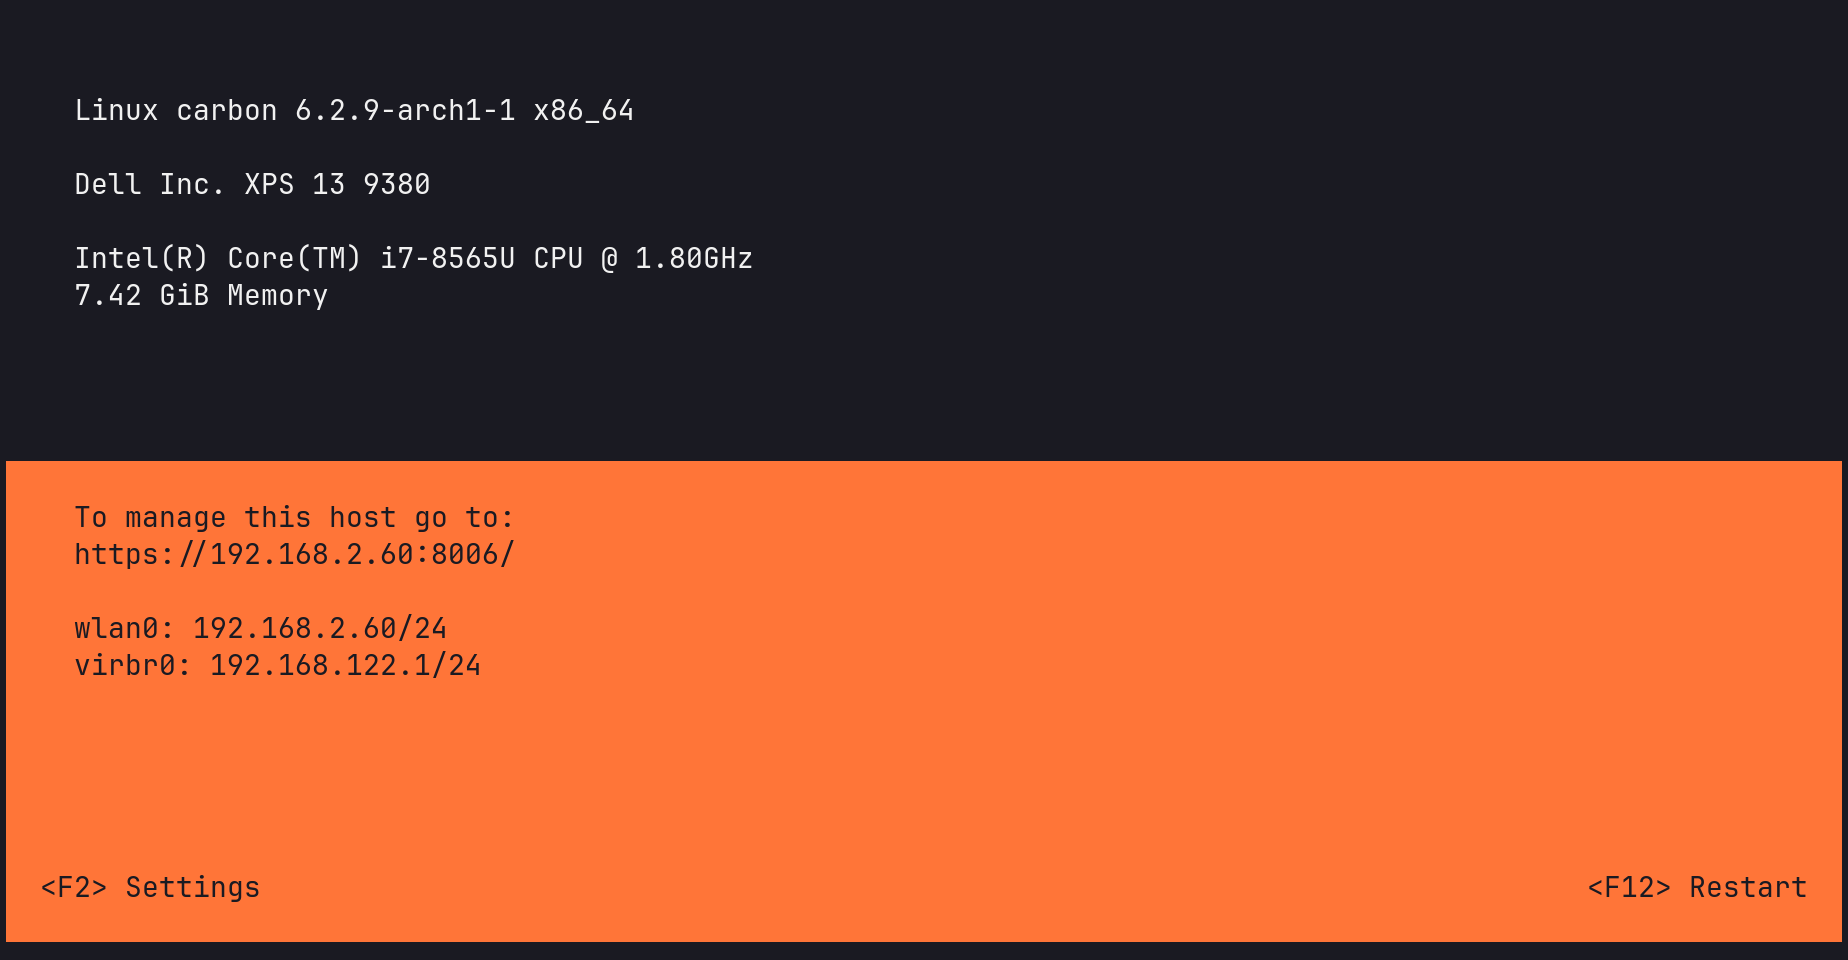 Linux carbon 6.2.9-arch1-1 x86_64
Dell Inc. XPS 13 9380
Intel(R) Core(TM) i7-8565U CPU @ 1.80GHz
7.42 GiB Memory
To manage this host go to:
https://192.168.2.60:8006/
wlan0: 192.168.2.60/24
virbr0: 192.168.122.1/24
<F2> Settings
<F12> Restart